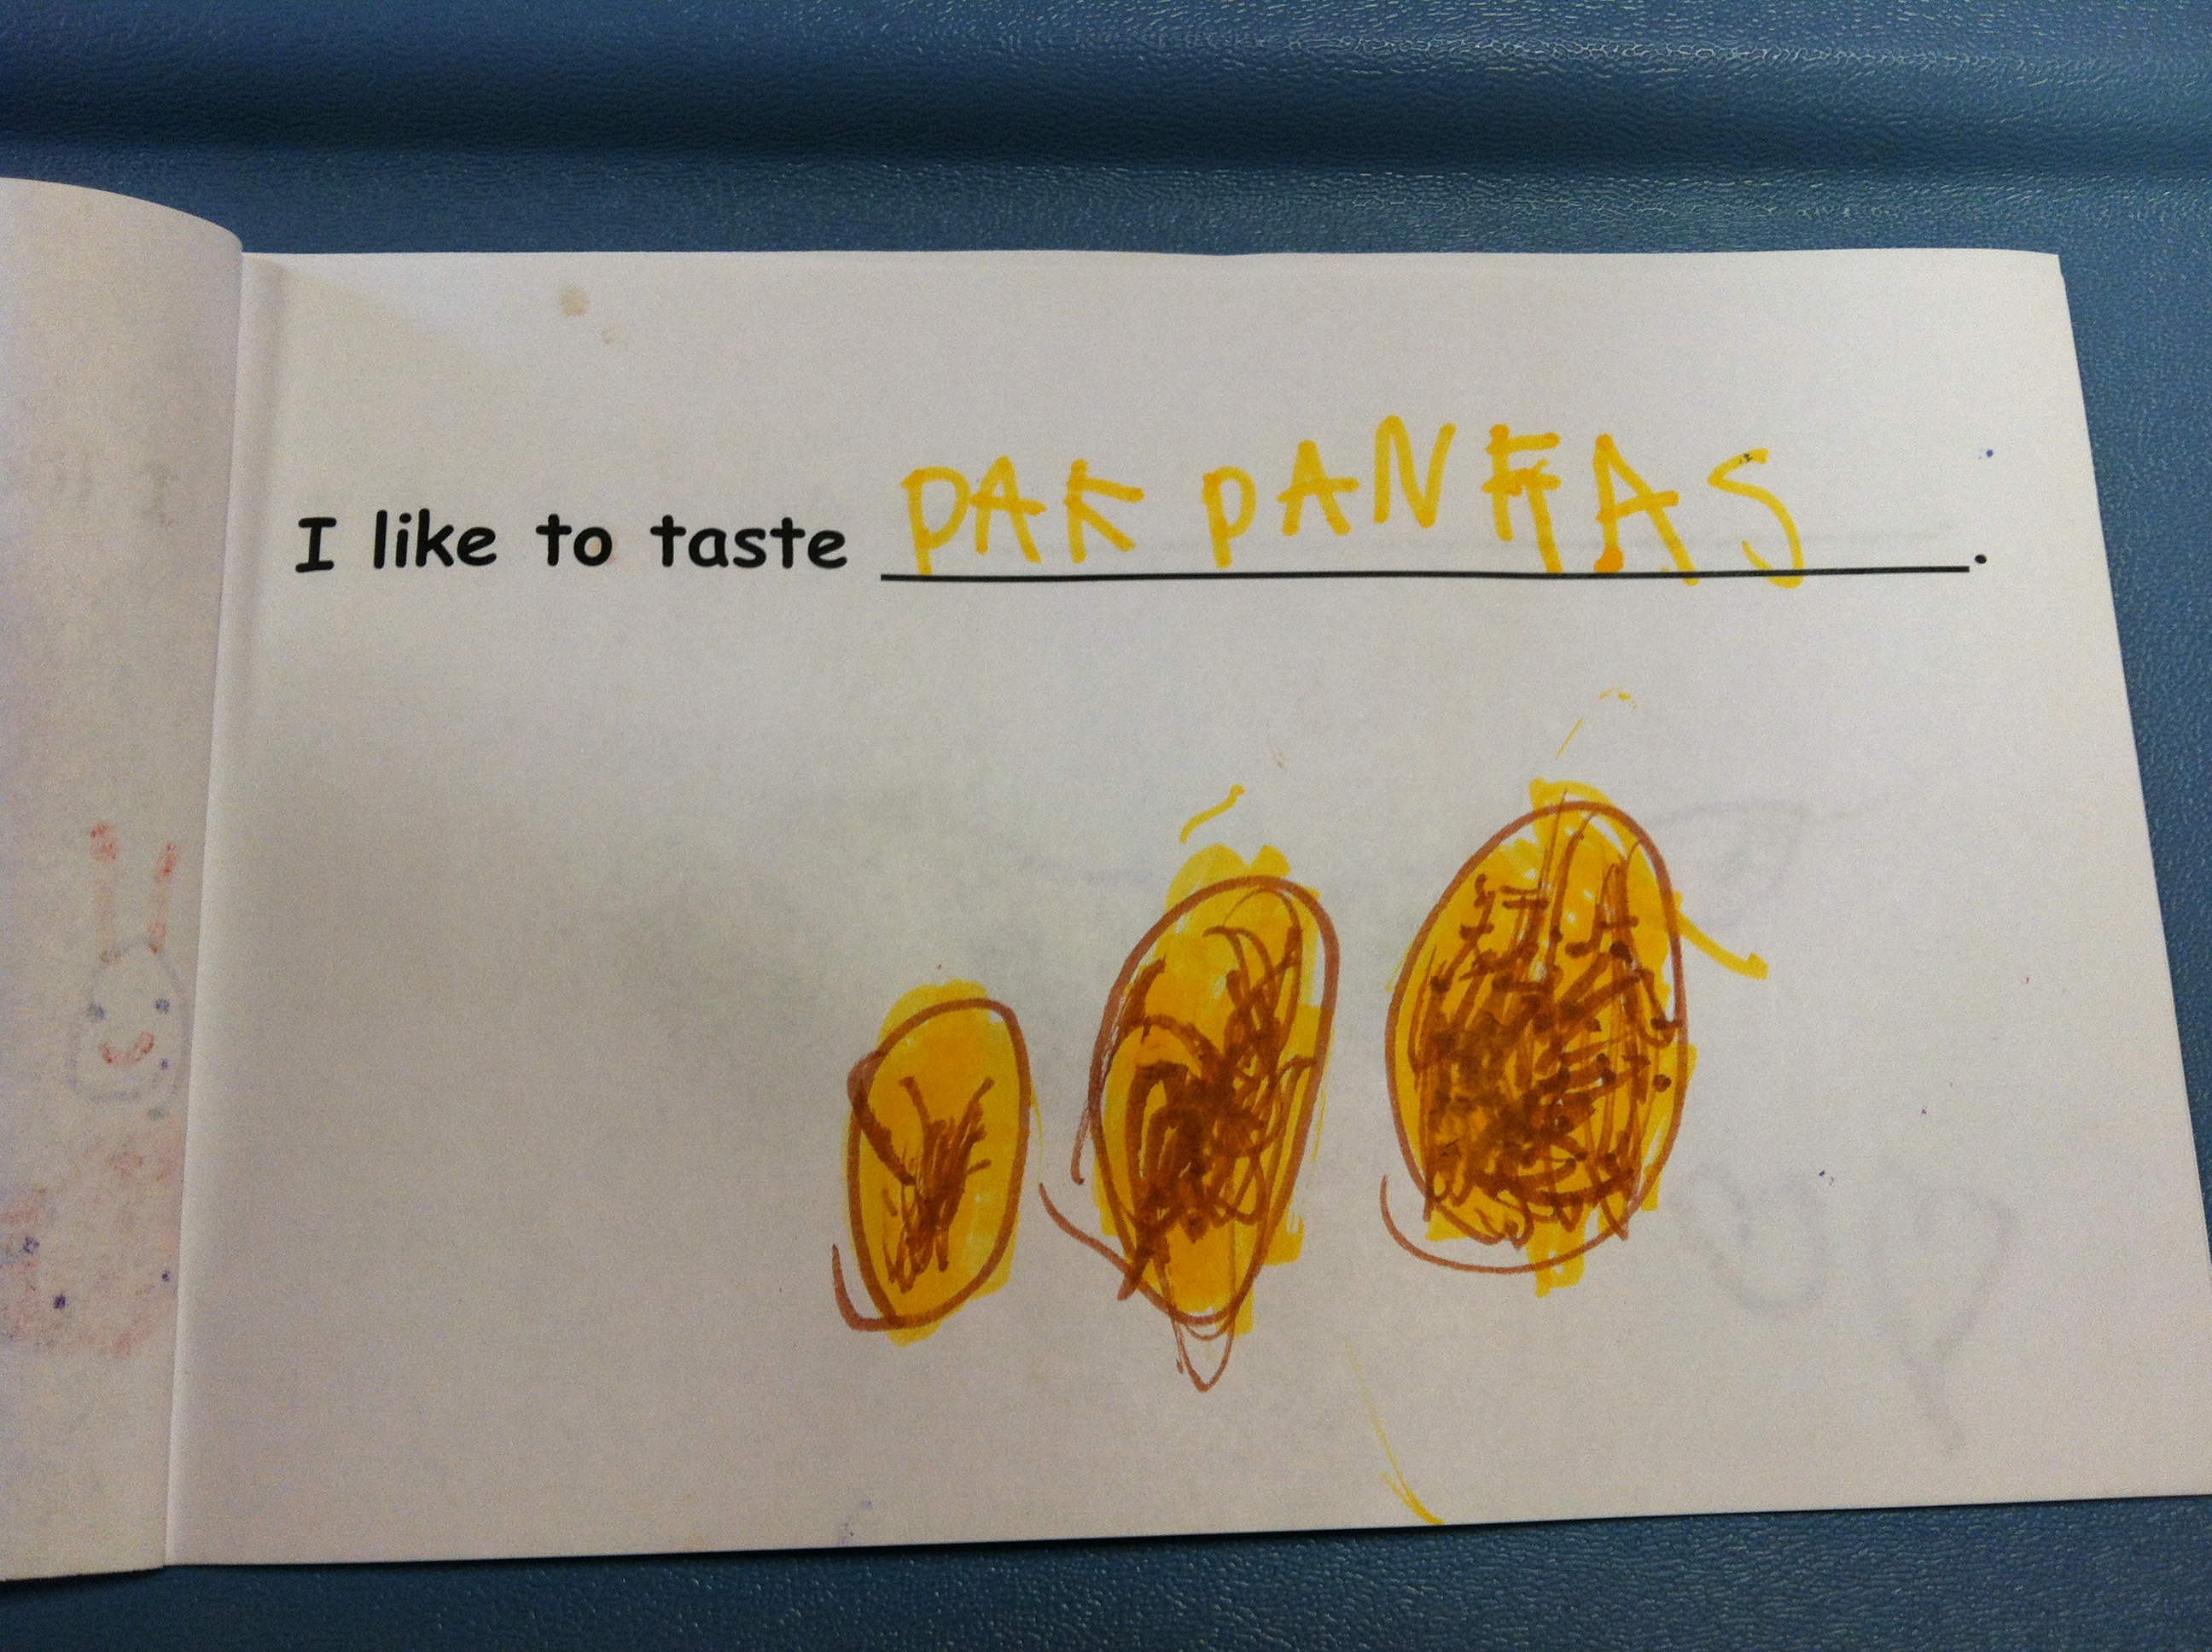 I like to taste PAK PANKAS.